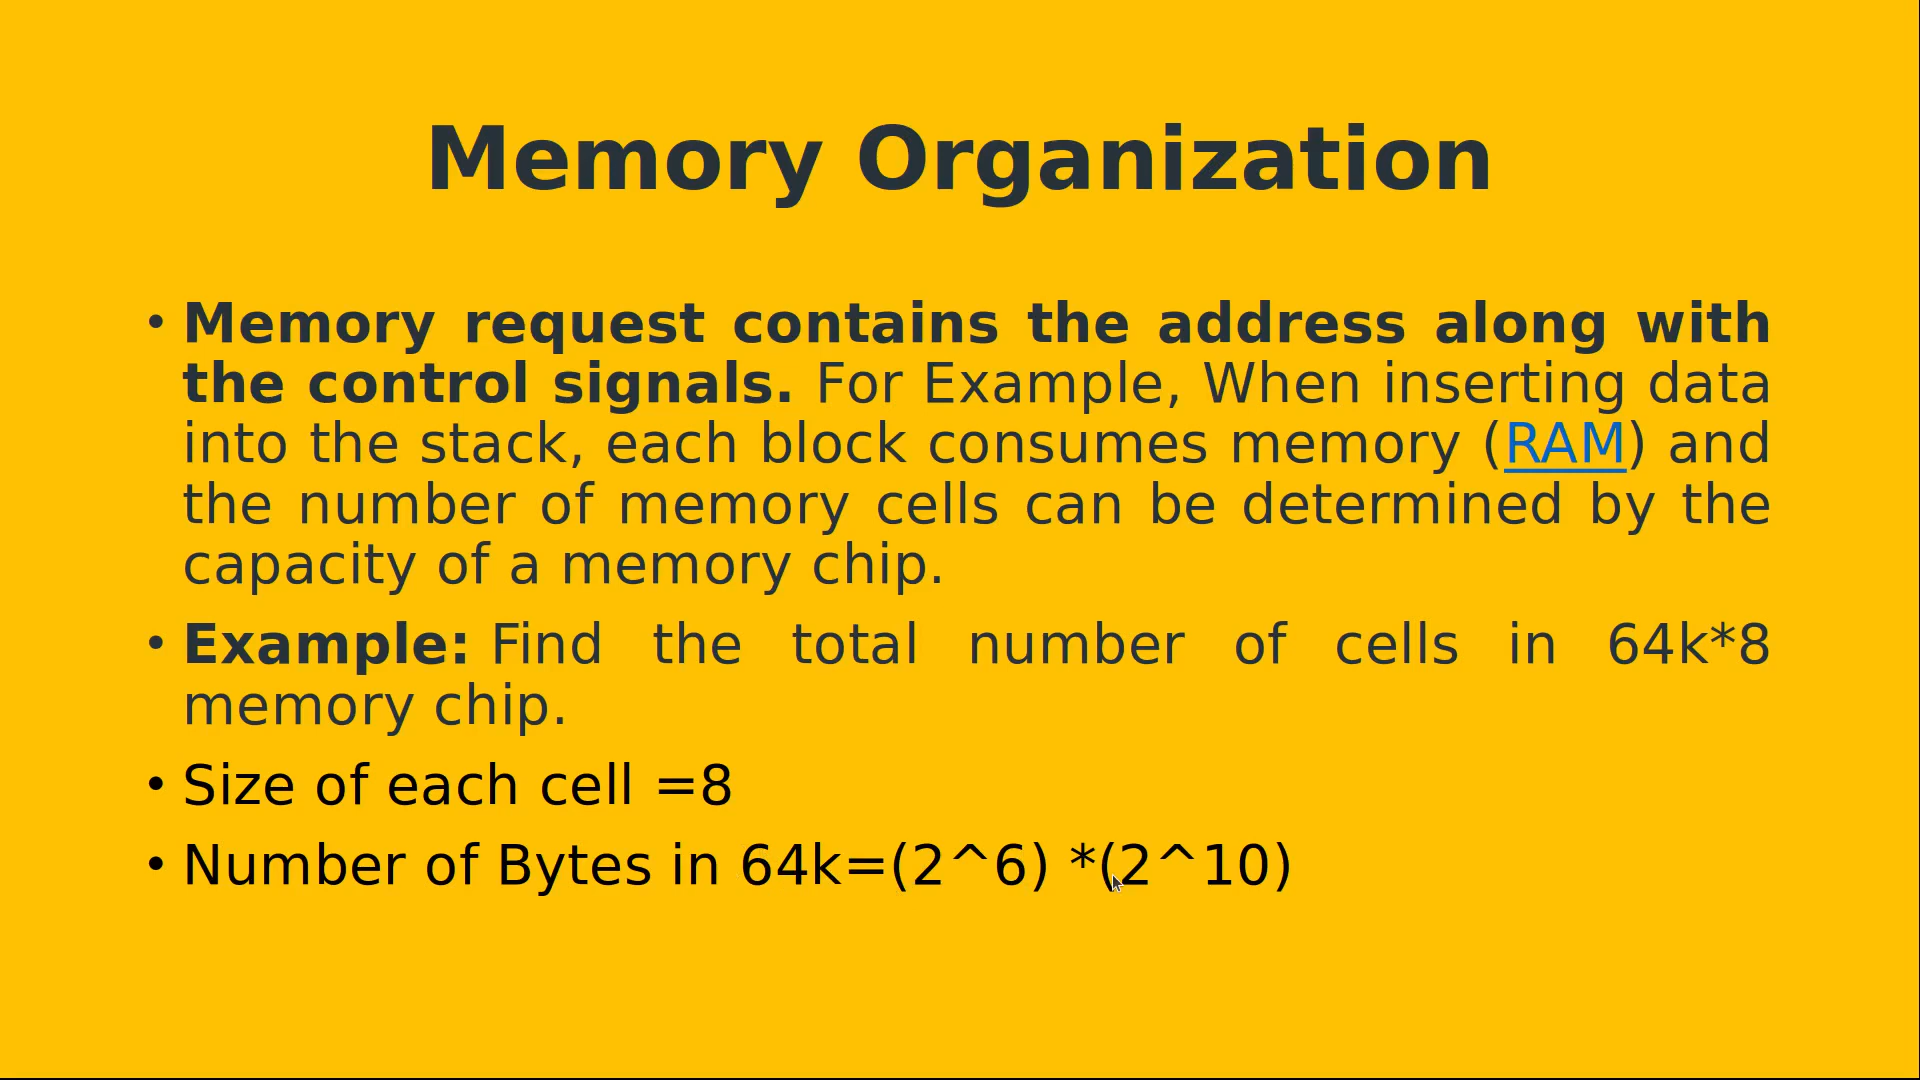 Memory Organization
• Memory request contains the address along with
the control signals. For Example, When inserting data
into the stack, each block consumes memory (RAM) and
the number of memory cells can be determined by the
capacity of a memory chip.
• Example: Find the total number of cells in 64k*8
memory chip.
• Size of each cell =8
• Number of Bytes in 64k=(2^6) *(2^10)